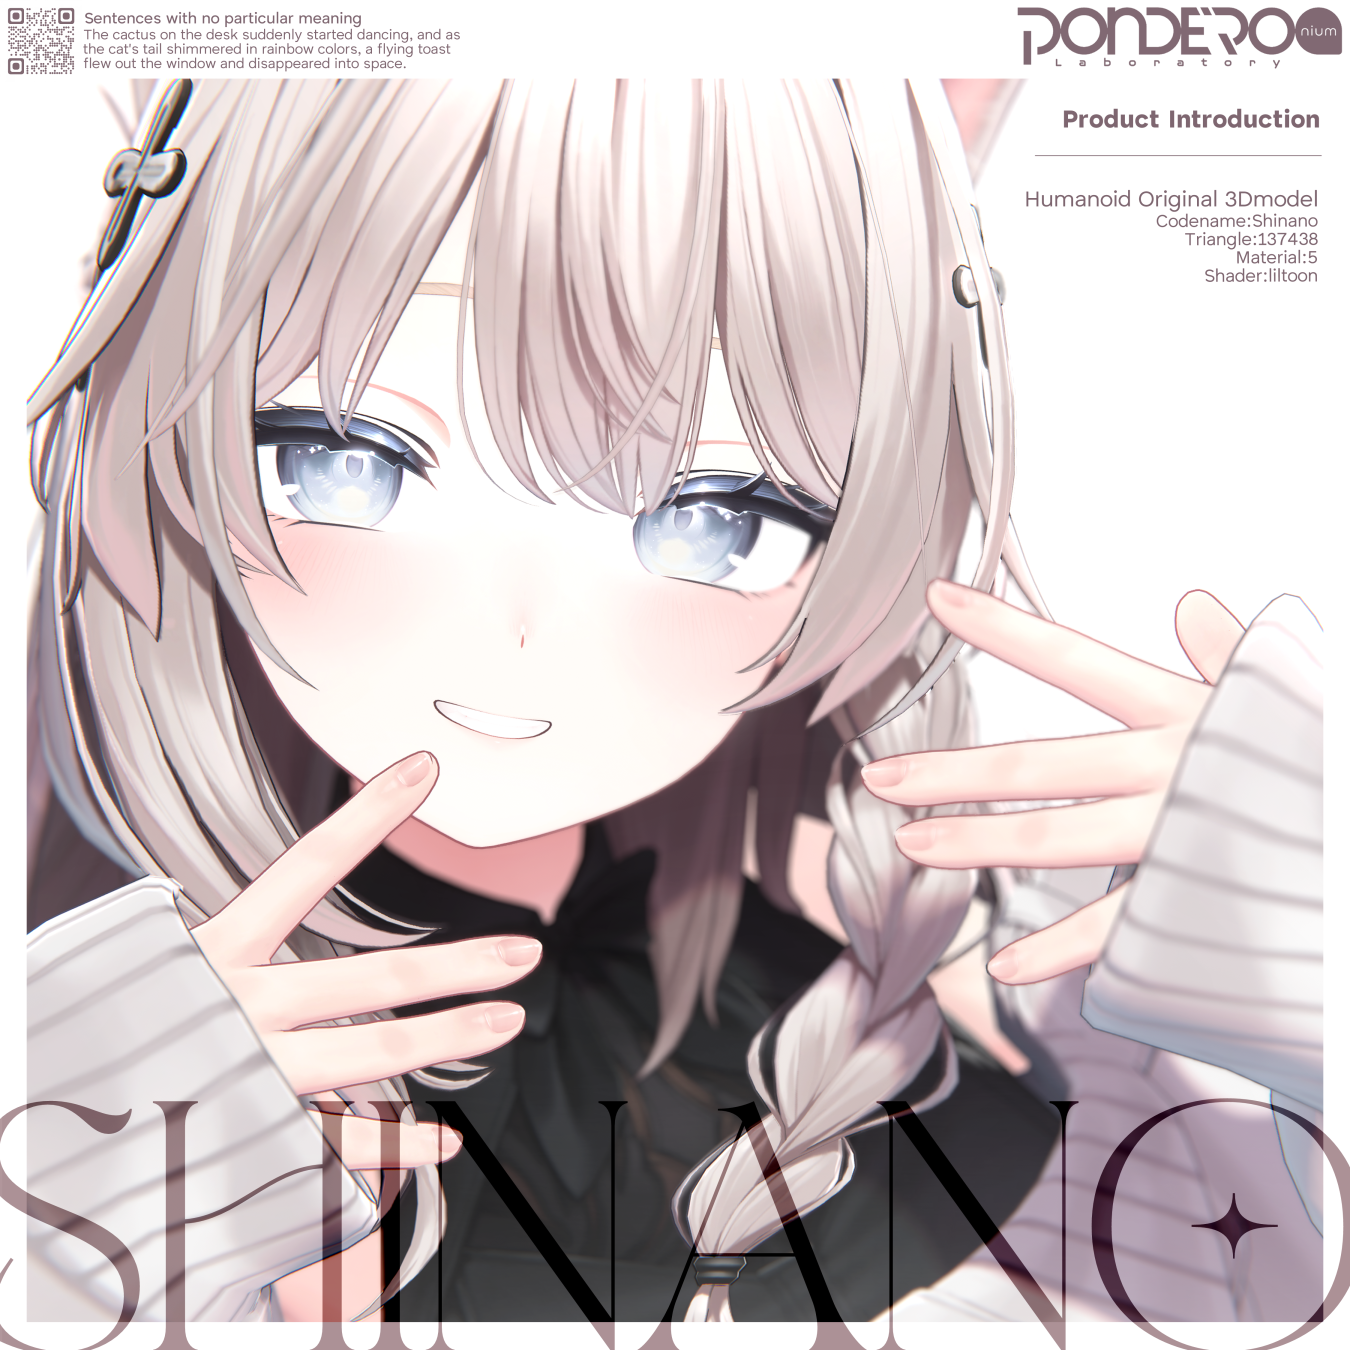 Sentences with no particular meaning
The cactus on the desk suddenly started dancing, and as
the cat's tail shimmered in rainbow colors, a flying toast
flew out the window and disappeared into space.
PONDEROnium
Laboratory
Product Introduction
Humanoid Original 3Dmodel
Codename:Shinano
Triangle:137438
Material:5
Shader:liltoon
SHINANO